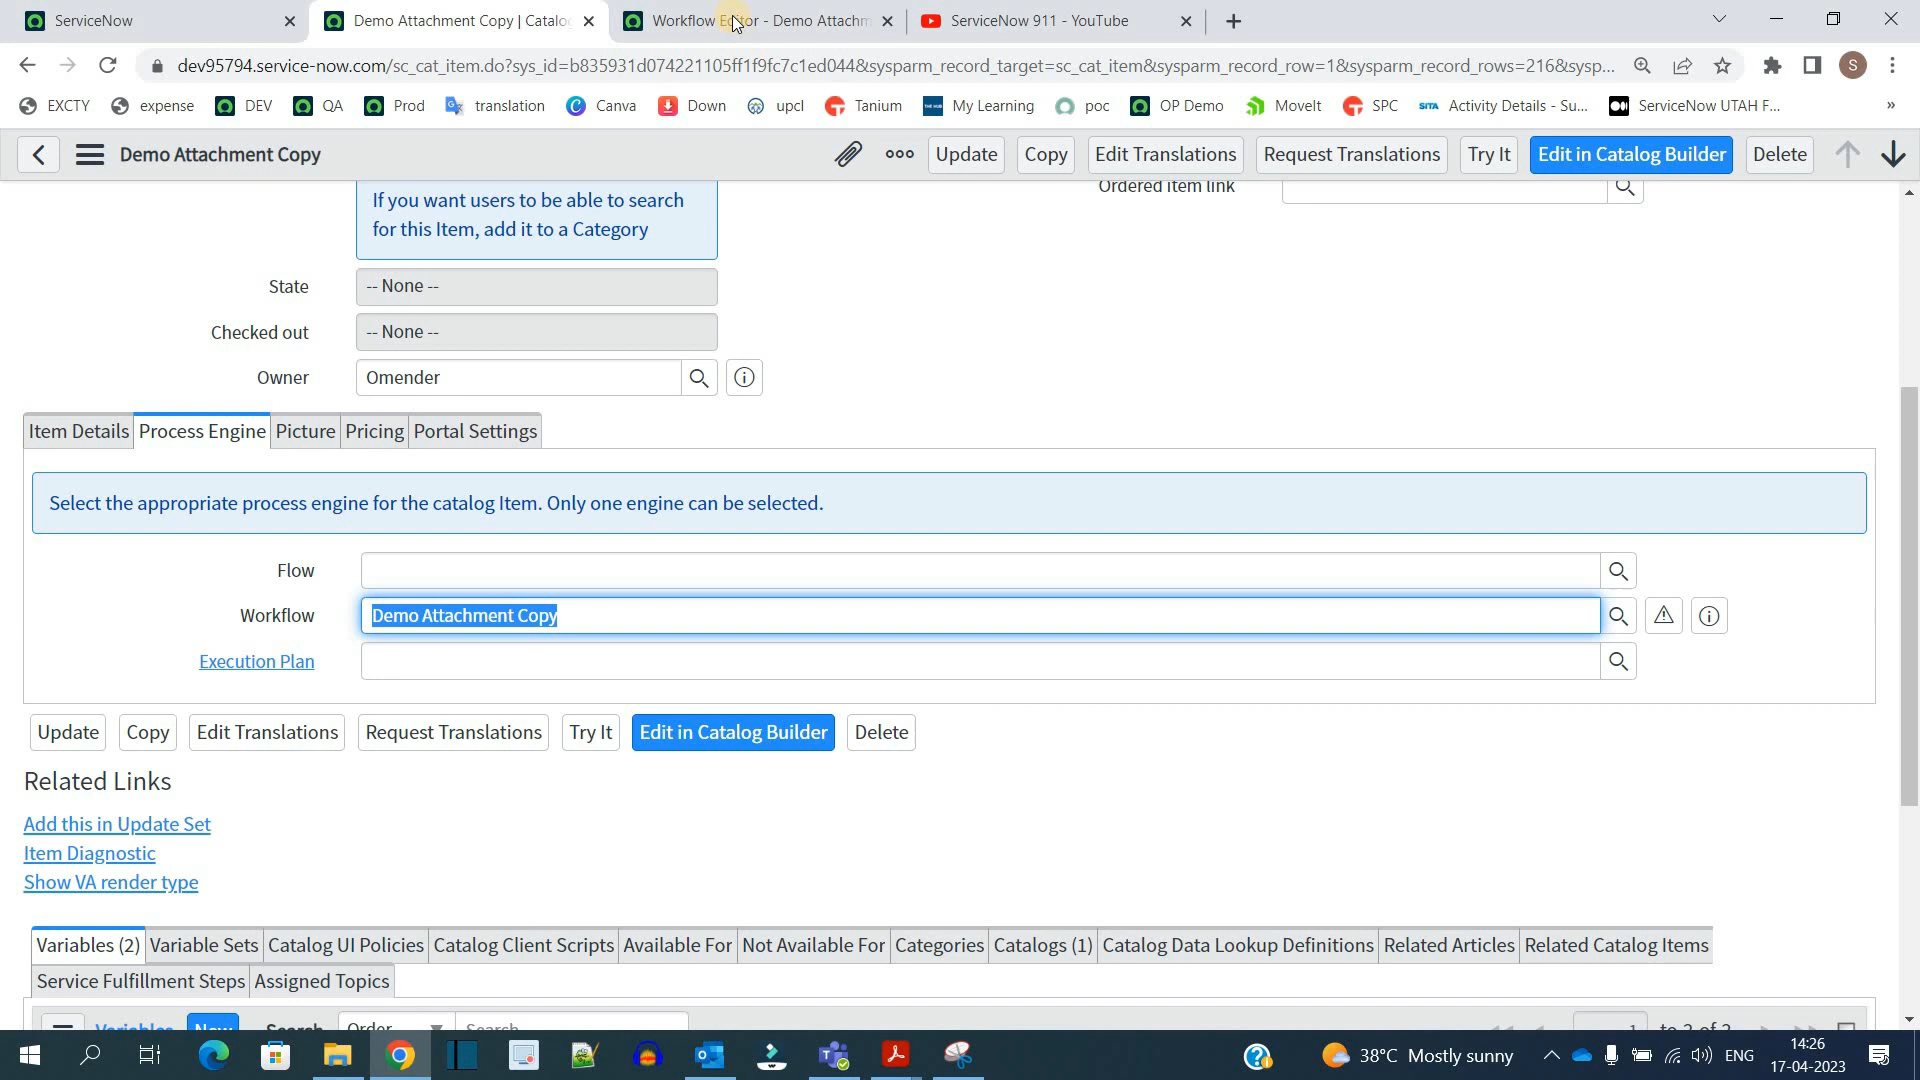 ServiceNow
Demo Attachment Copy | Catalo
Workflow Editor - Demo Attachm
ServiceNow 911 - YouTube
dev95794.service-now.com/sc_cat_item.do?sys_id=b835931d074221105ff1f9fc7c1ed044&sysparm_record_target=sc_cat_item&sysparm_record_row=1&sysparm_record_rows=216&sysp...
S
EXCTY expense DEV QA Prod translation Canva Down upcl Tanium My Learning poc OP Demo MoveIt SPC SITA Activity Details - Su... ServiceNow UTAH F... »
Demo Attachment Copy
Update Copy Edit Translations Request Translations Try It Edit in Catalog Builder Delete
If you want users to be able to search
for this Item, add it to a Category
Ordered item link
State -- None --
Checked out -- None --
Owner Omender
Item Details Process Engine Picture Pricing Portal Settings
Select the appropriate process engine for the catalog Item. Only one engine can be selected.
Flow
Workflow Demo Attachment Copy
Execution Plan
Update Copy Edit Translations Request Translations Try It Edit in Catalog Builder Delete
Related Links
Add this in Update Set
Item Diagnostic
Show VA render type
Variables (2) Variable Sets Catalog UI Policies Catalog Client Scripts Available For Not Available For Categories Catalogs (1) Catalog Data Lookup Definitions Related Articles Related Catalog Items
Service Fulfillment Steps Assigned Topics
Variables New Search Order Search 1 to 2 of 2
38°C Mostly sunny ENG 14:26
17-04-2023